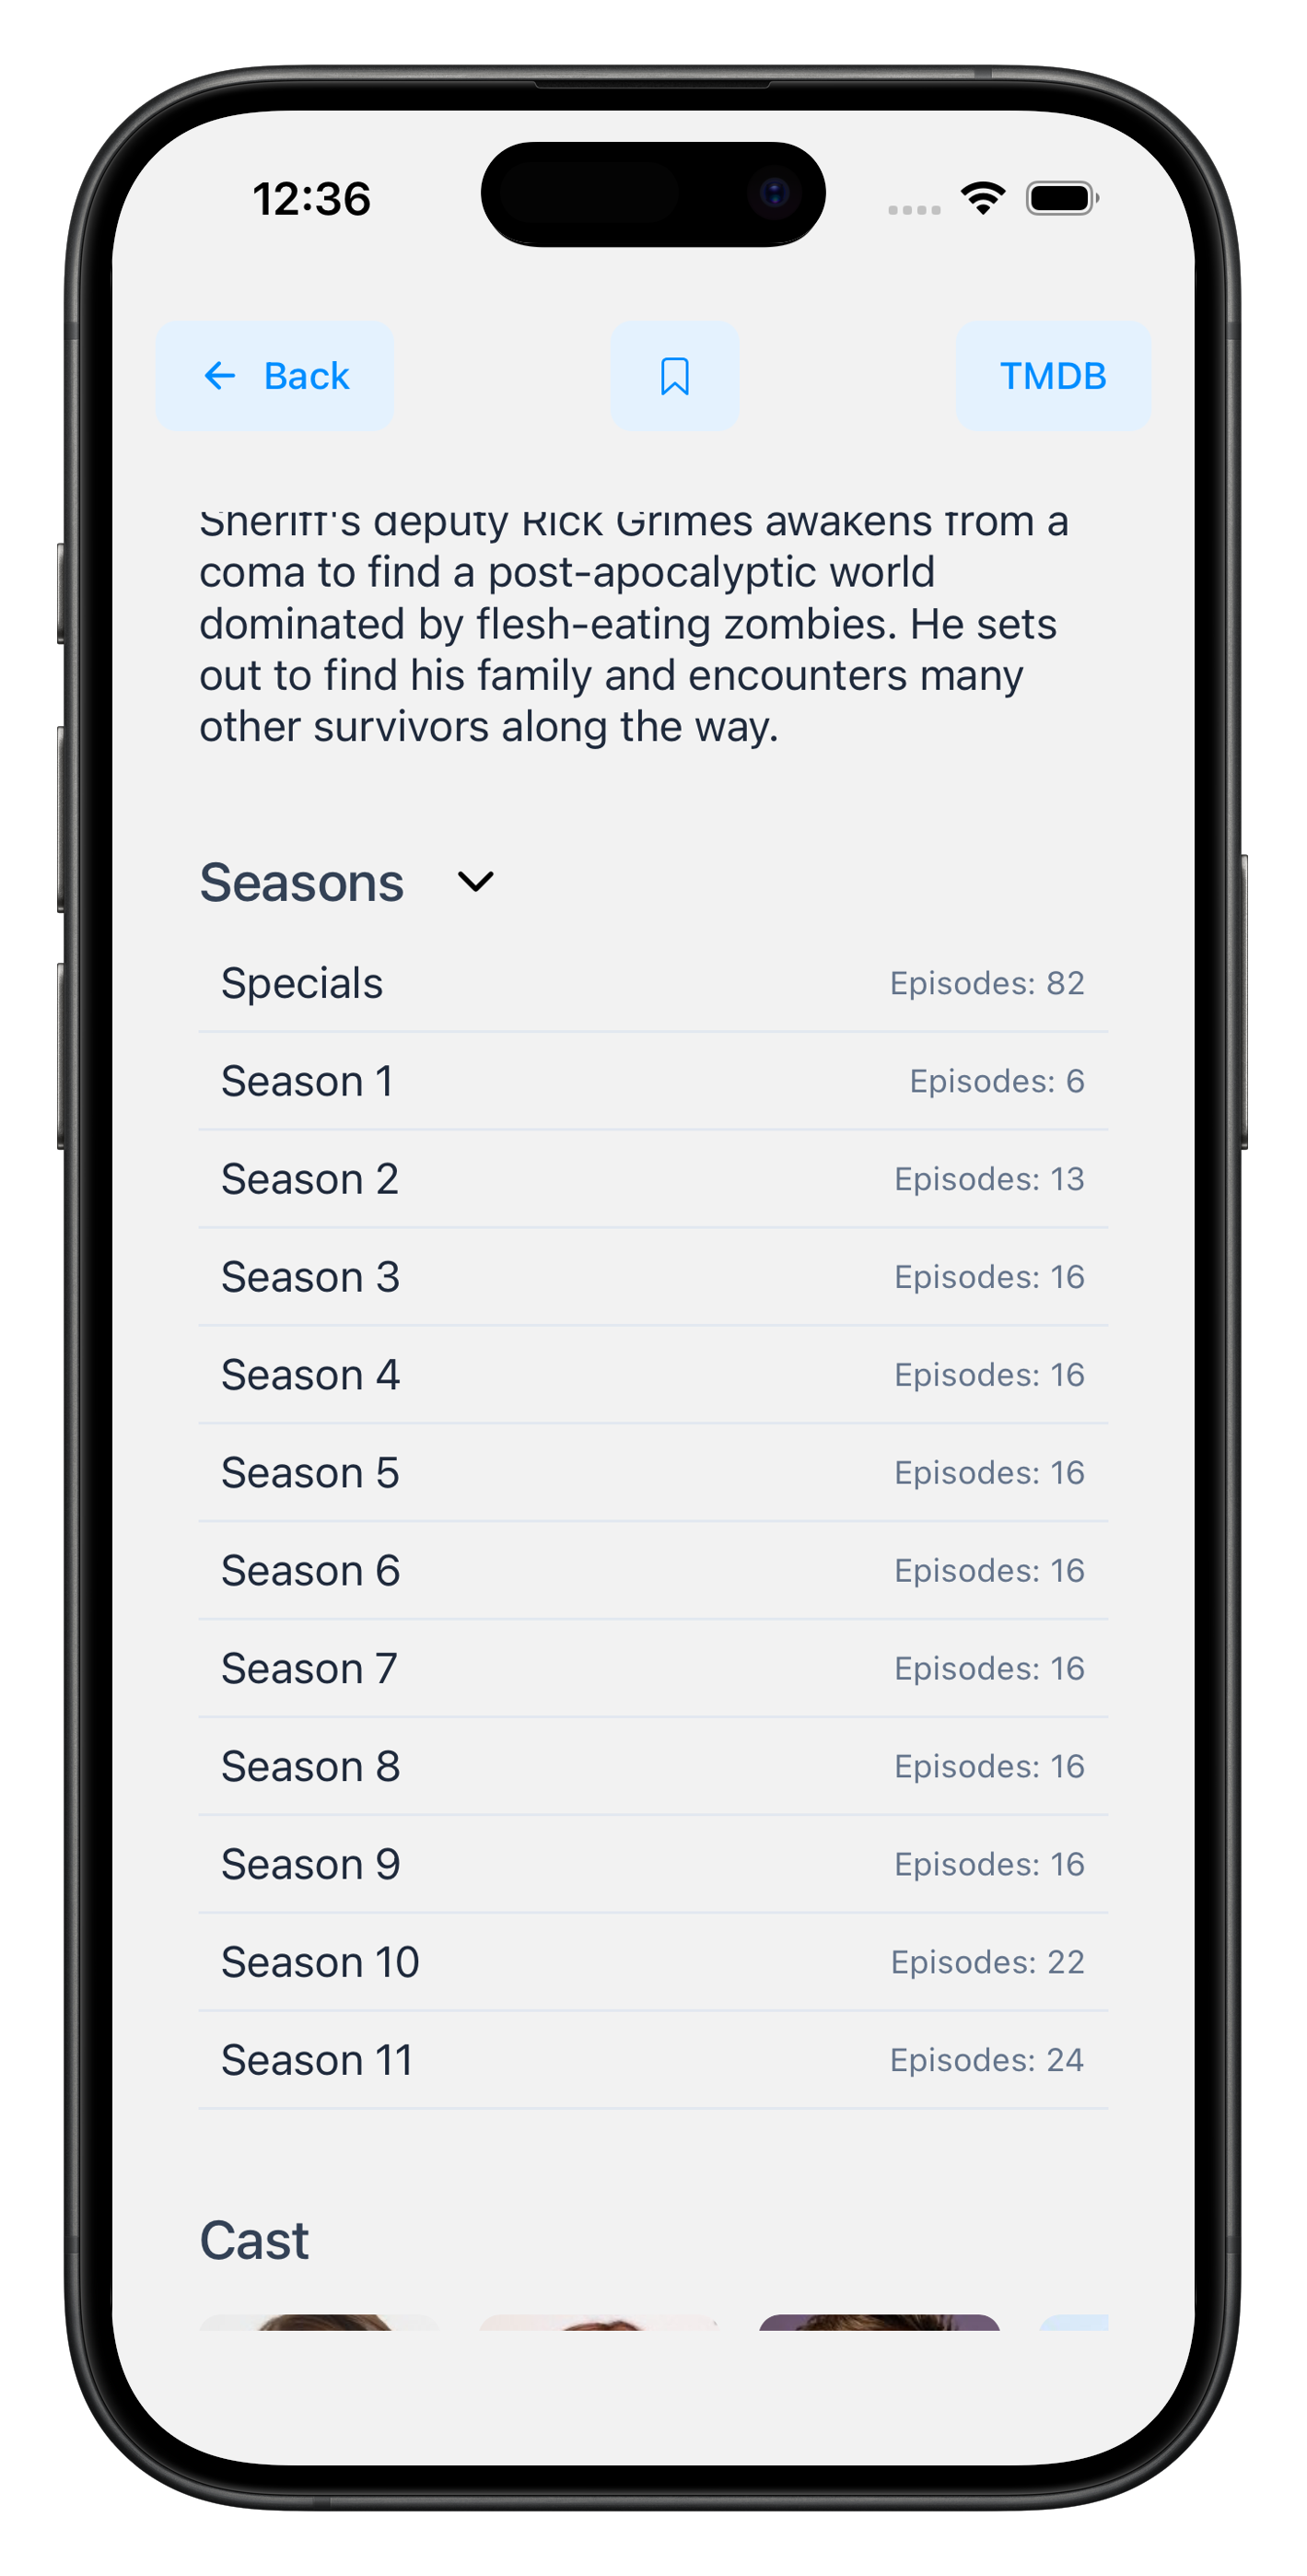 12:36
Back
TMDB
Sheriff's deputy Rick Grimes awakens from a
coma to find a post-apocalyptic world
dominated by flesh-eating zombies. He sets
out to find his family and encounters many
other survivors along the way.
Seasons
Specials Episodes: 82
Season 1 Episodes: 6
Season 2 Episodes: 13
Season 3 Episodes: 16
Season 4 Episodes: 16
Season 5 Episodes: 16
Season 6 Episodes: 16
Season 7 Episodes: 16
Season 8 Episodes: 16
Season 9 Episodes: 16
Season 10 Episodes: 22
Season 11 Episodes: 24
Cast